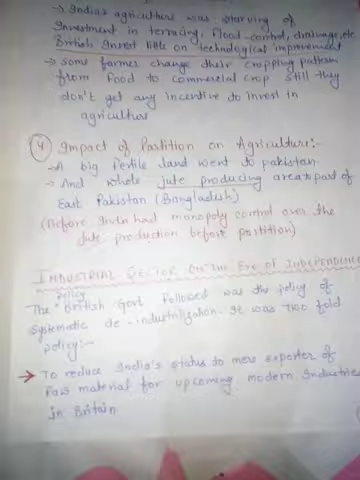 → India's agriculture was starving of
investment in terracing, flood-control, drainage, etc
British Invest little on technological improvement
→ Some farmer change their cropping pattern
from food to commercial crop still they
don't get any incentive to invest in
agriculture
4 Impact of Partition on Agriculture:-
→ A big fertile land went to pakistan.
→ And whole jute producing area part of
East Pakistan (Bangladesh)
(Before had monopoly control over the
jute production before partition)
INDUSTRIAL SECTOR ON THE EVE OF INDEPENDENCE
policy
The British Govt followed was the policy of
Systematic de-industrilization. It was two fold
policy:-
→ To reduce India's status to mere exporter of
raw material for upcoming modern Industries
in Britain